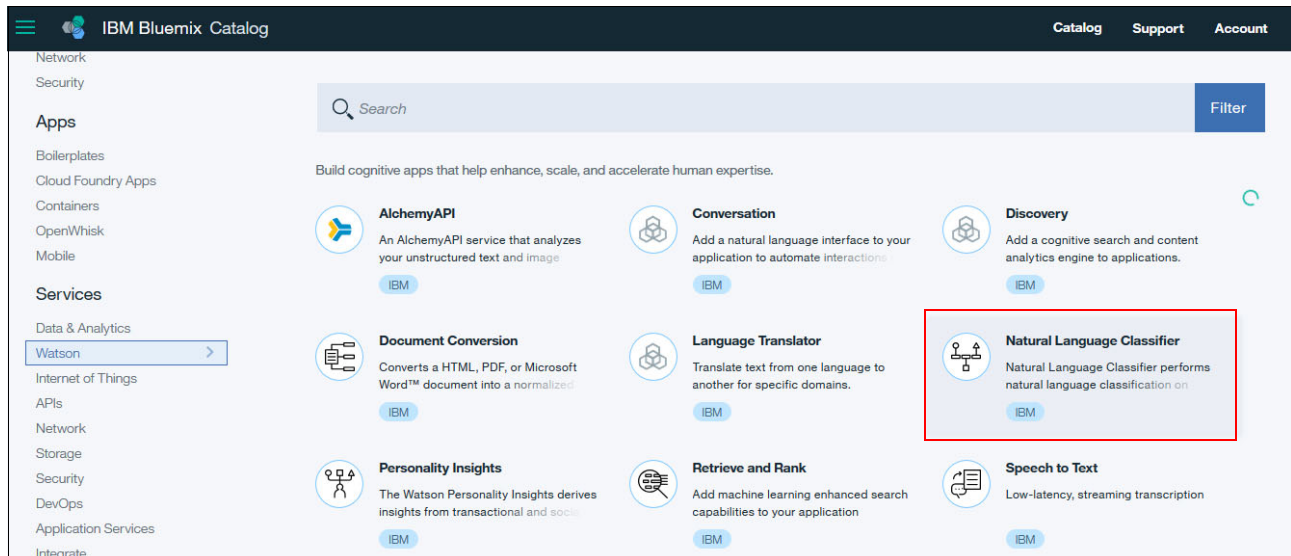 IBM Bluemix Catalog
Catalog Support Account
Network
Security
Apps
Boilerplates
Cloud Foundry Apps
Containers
OpenWhisk
Mobile
Services
Data & Analytics
Watson
Internet of Things
APIs
Network
Storage
Security
DevOps
Application Services
Integrate
Search
Filter
Build cognitive apps that help enhance, scale, and accelerate human expertise.
AlchemyAPI
An AlchemyAPI service that analyzes
your unstructured text and image
IBM
Conversation
Add a natural language interface to your
application to automate interactions
IBM
Discovery
Add a cognitive search and content
analytics engine to applications.
IBM
Document Conversion
Converts a HTML, PDF, or Microsoft
Word™ document into a normalized
IBM
Language Translator
Translate text from one language to
another for specific domains.
IBM
Natural Language Classifier
Natural Language Classifier performs
natural language classification on
IBM
Personality Insights
The Watson Personality Insights derives
insights from transactional and social
IBM
Retrieve and Rank
Add machine learning enhanced search
capabilities to your application
IBM
Speech to Text
Low-latency, streaming transcription
IBM